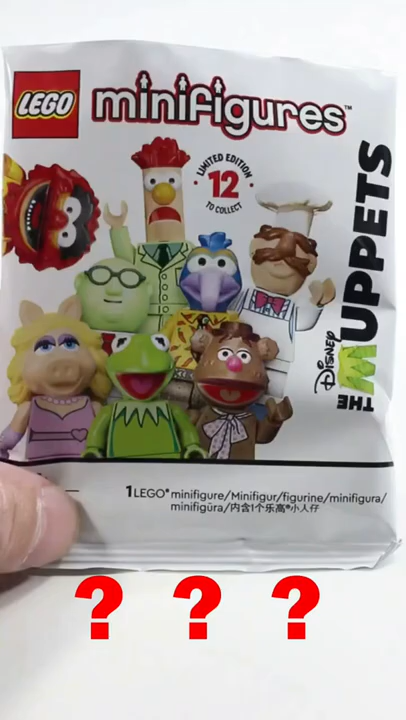 LEGO minifigures™
LIMITED EDITION
12
TO COLLECT
Disney
THE MUPPETS
1 LEGO® minifigure/Minifigur/figurine/minifigura/
minifigūra/内含1个乐高®小人仔
? ? ?